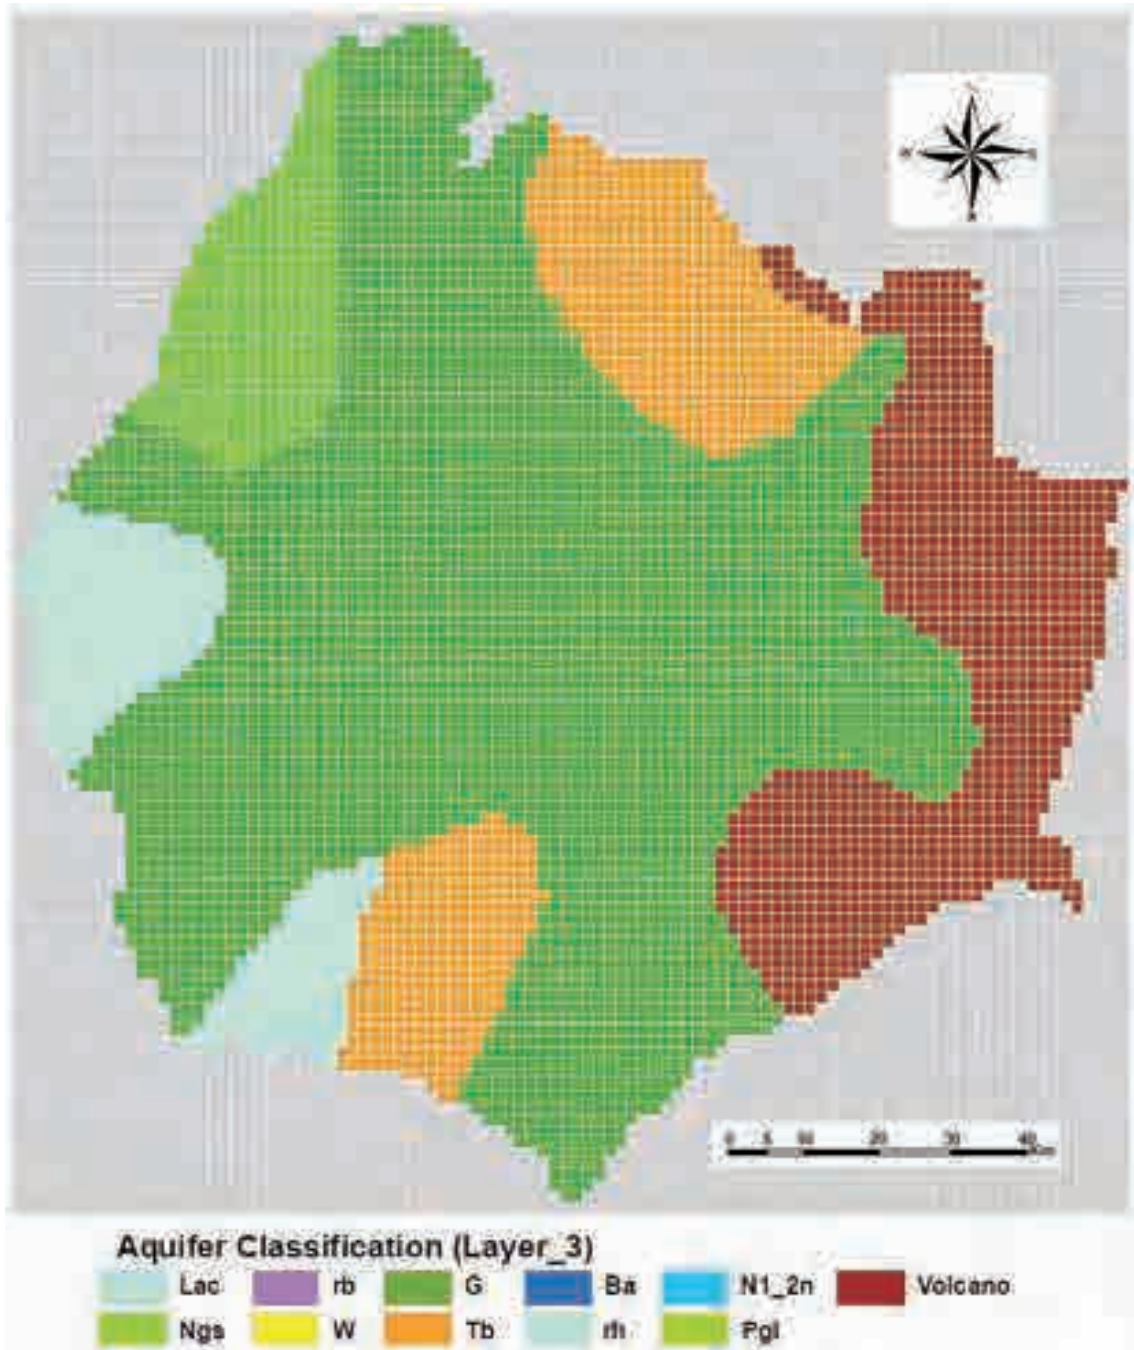 0 5 10 20 30 40
Aquifer Classification (Layer_3)
Lac rb G Ba N1_2n Volcano
Ngs W Tb rh Pgl